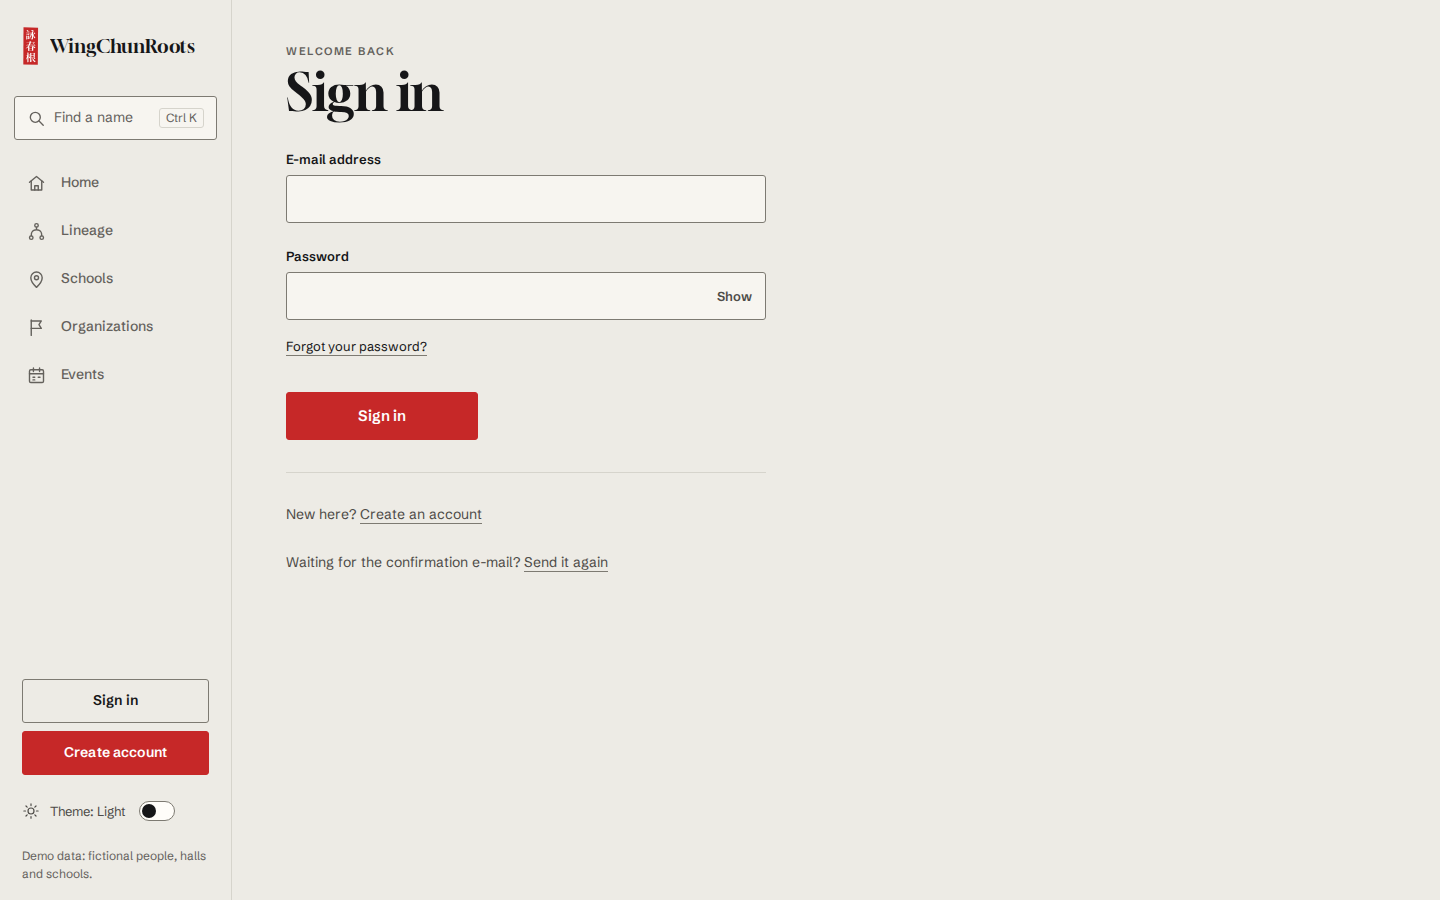 詠春根
WingChunRoots
Find a name
Ctrl K
Home
Lineage
Schools
Organizations
Events
Sign in
Create account
Theme: Light
Demo data: fictional people, halls
and schools.
WELCOME BACK
Sign in
E-mail address
Password
Show
Forgot your password?
Sign in
New here? Create an account
Waiting for the confirmation e-mail? Send it again